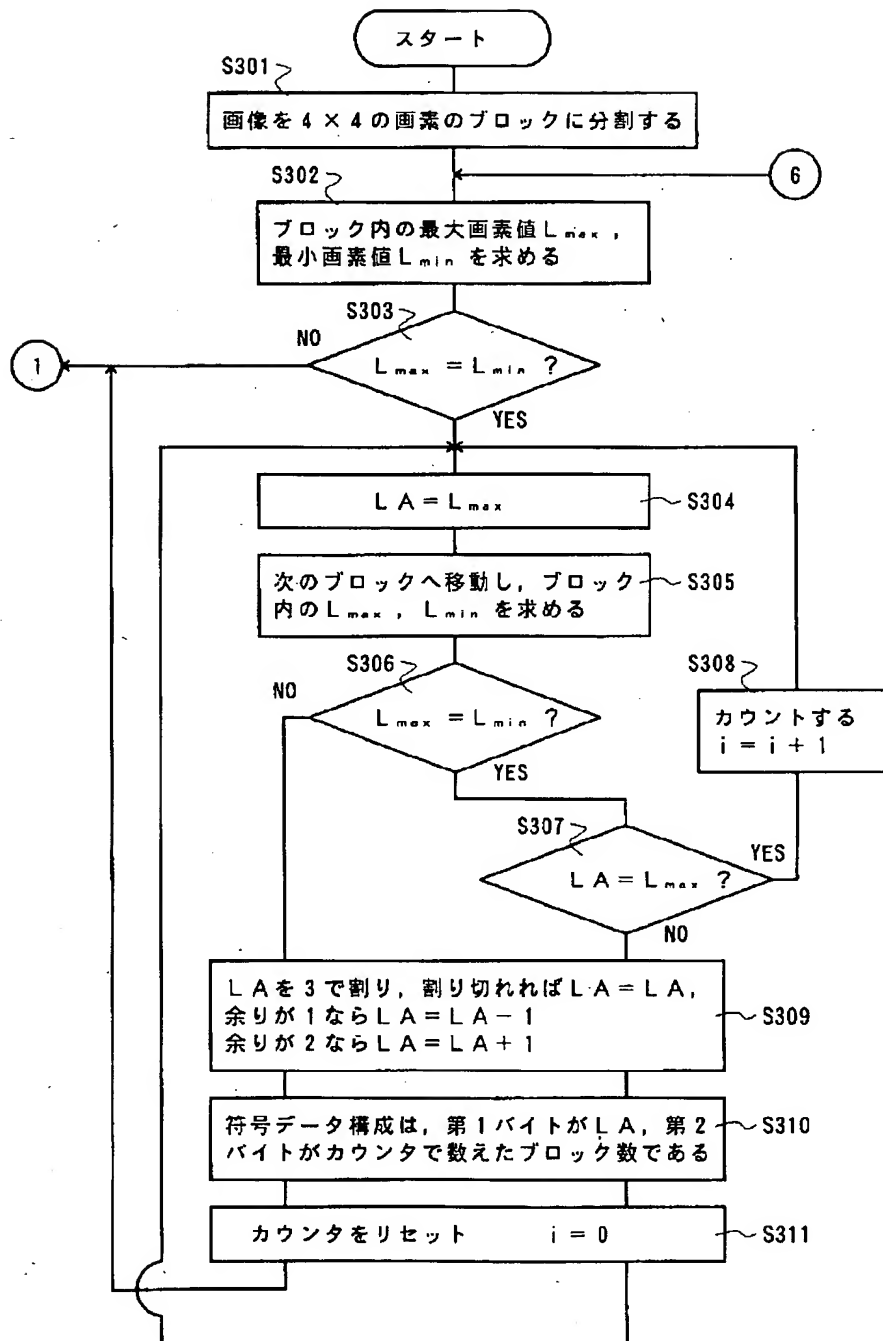 スタート
S301
画像を4×4の画素のブロックに分割する
S302
6
ブロック内の最大画素値Lmax,
最小画素値Lminを求める
S303
NO
1
Lmax=Lmin?
YES
LA=Lmax
S304
次のブロックへ移動し,ブロック
内のLmax,Lminを求める
S305
S306
NO
Lmax=Lmin?
YES
S308
カウントする
i=i+1
S307
YES
LA=Lmax?
NO
LAを3で割り,割り切れればLA=LA,
余りが1ならLA=LA-1
余りが2ならLA=LA+1
S309
符号データ構成は,第1バイトがLA,第2
バイトがカウンタで数えたブロック数である
S310
カウンタをリセット i=0
S311